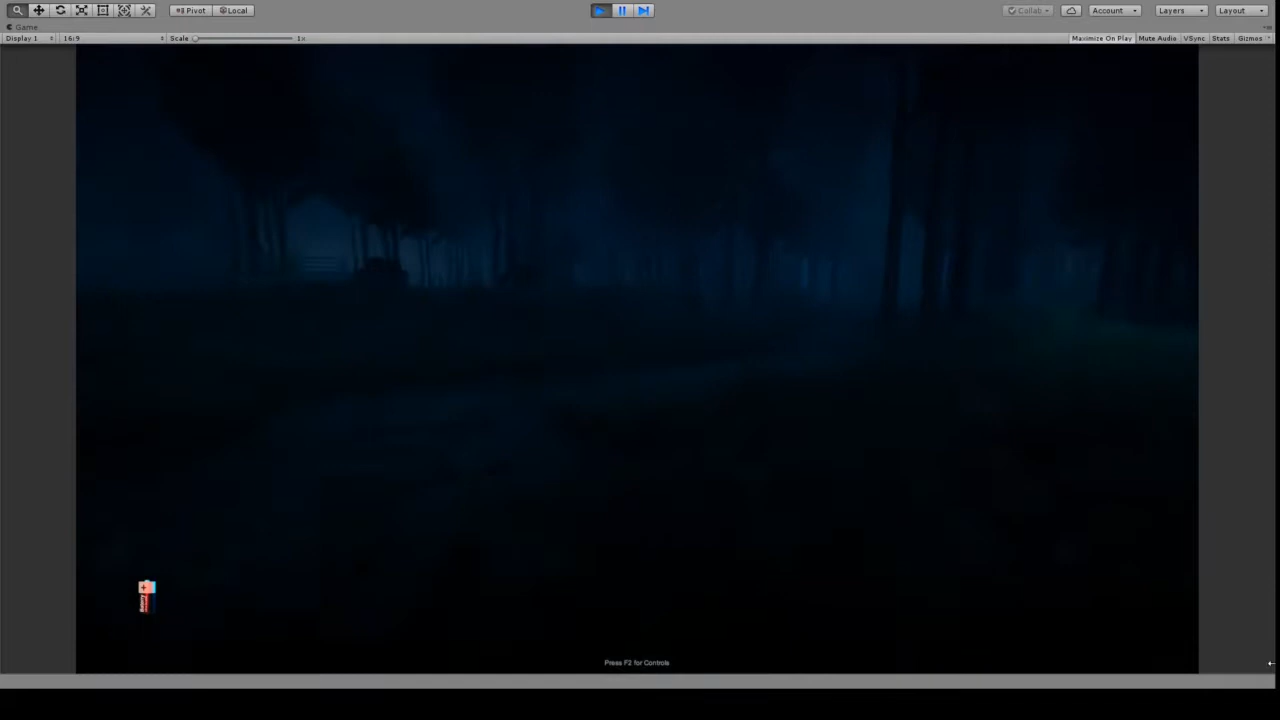 Pivot Local Collab Account Layers Layout
Game
Display 1 16:9 Scale 1x Maximize On Play Mute Audio VSync Stats Gizmos
Battery
Press F2 for Controls